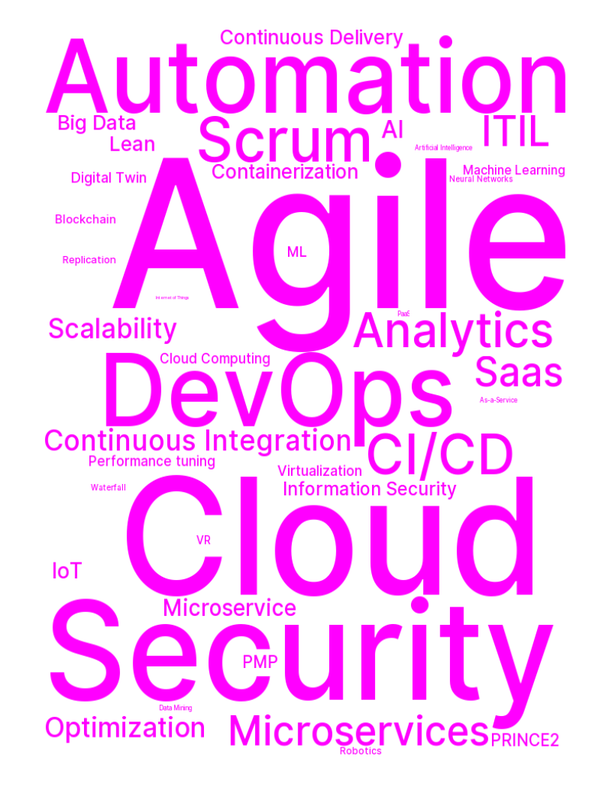 Continuous Delivery
Automation
Big Data
Scrum
AI
ITIL
Lean
Artificial Intelligence
Containerization
Machine Learning
Digital Twin
Neural Networks
Agile
Blockchain
ML
Replication
Internet of Things
PaaS
Scalability
Analytics
Cloud Computing
DevOps
Saas
As-a-Service
Continuous Integration
CI/CD
Performance tuning
Virtualization
Waterfall
Information Security
Cloud
VR
IoT
Microservice
Security
PMP
Data Mining
Optimization
Microservices
PRINCE2
Robotics